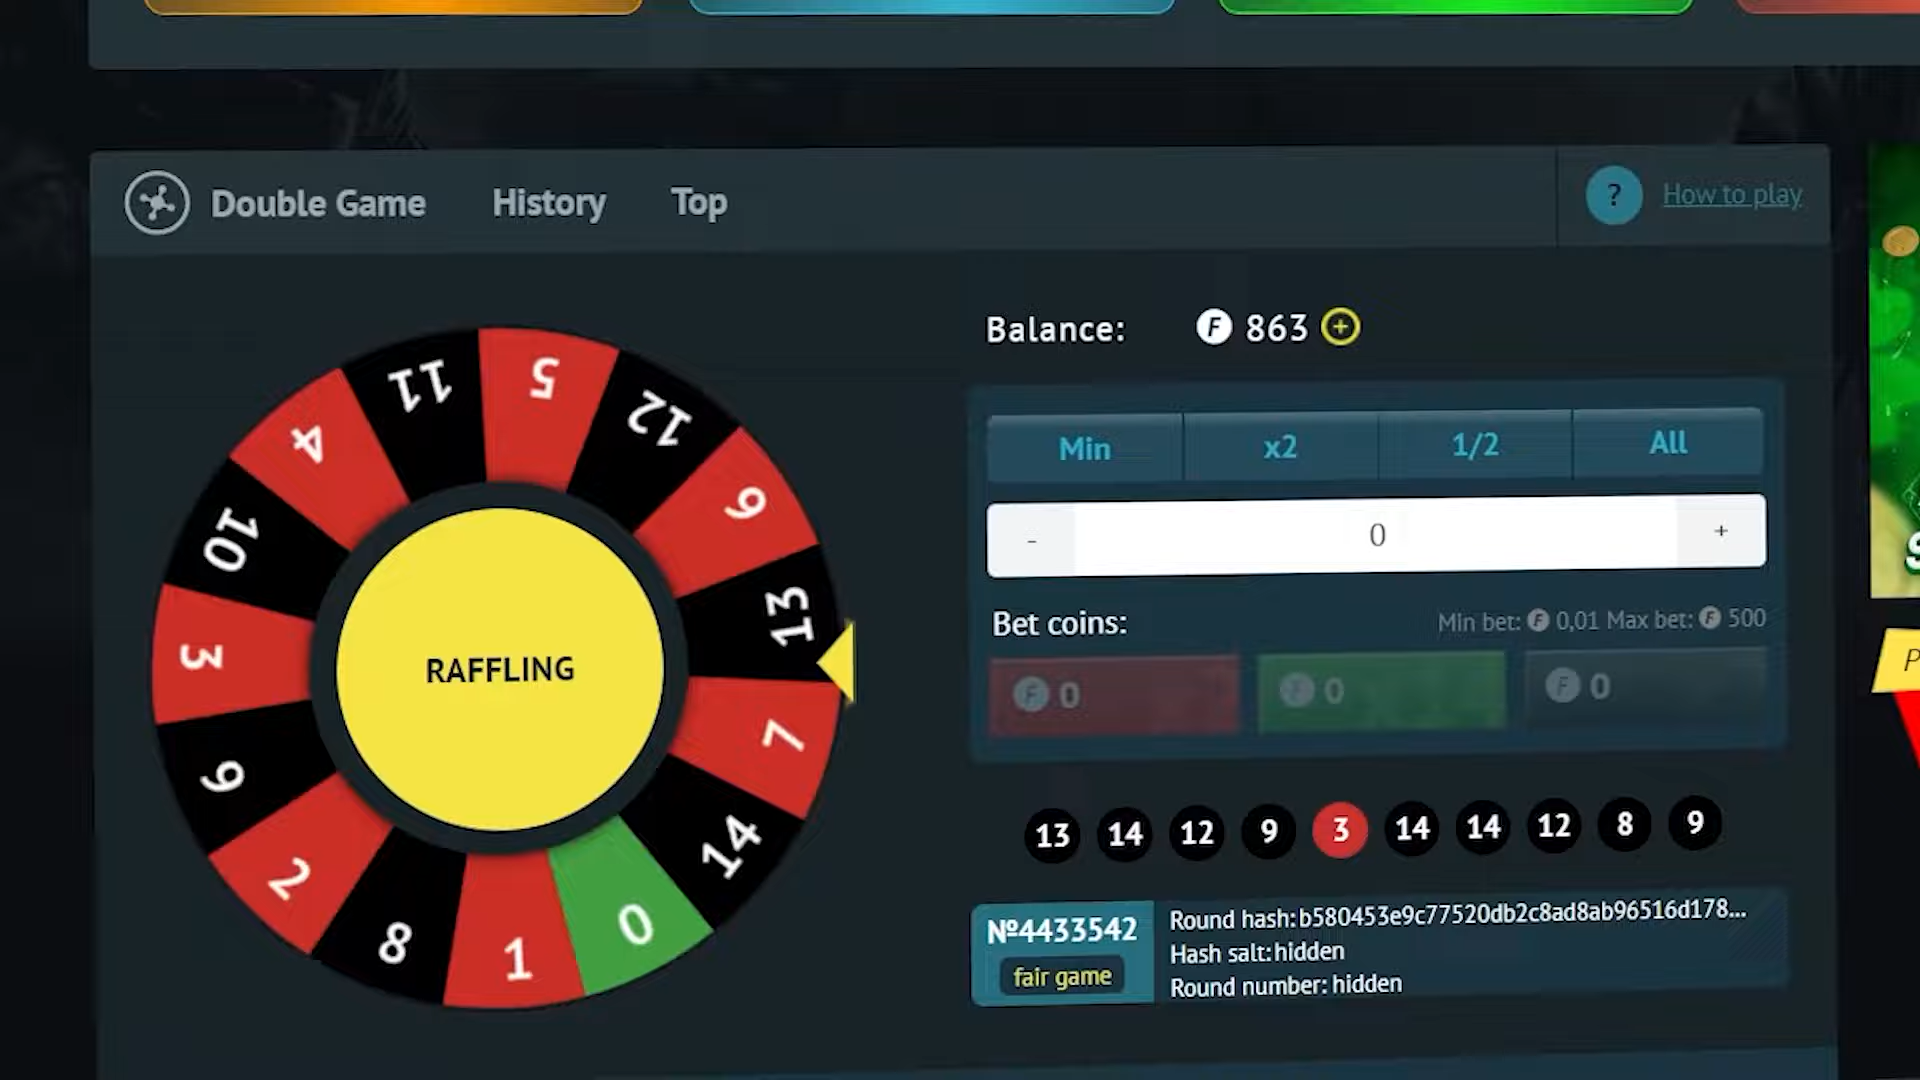 Double Game
History
Top
?
How to play
Balance:
F 863 +
Min
x2
1/2
All
-
0
+
Bet coins:
Min bet: F 0,01 Max bet: F 500
F 0
F 0
F 0
11
5
12
6
13
7
14
0
1
8
2
9
3
10
4
RAFFLING
13
14
12
9
3
14
14
12
8
9
№4433542
fair game
Round hash: b580453e9c77520db2c8ad8ab96516d178...
Hash salt: hidden
Round number: hidden
P